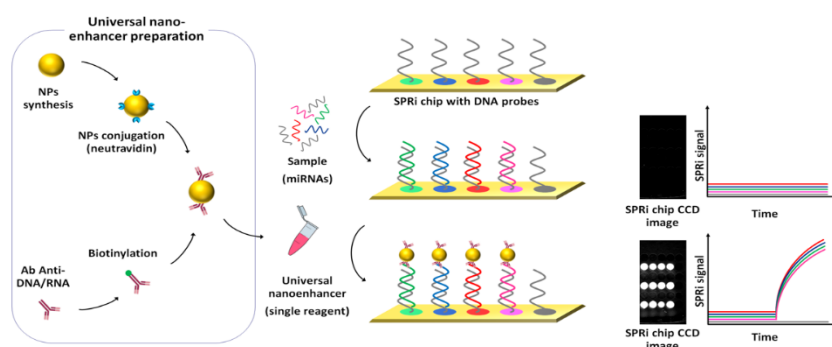 Universal nano-
enhancer preparation
NPs
synthesis
NPs conjugation
(neutravidin)
Biotinylation
Ab Anti-
DNA/RNA
Sample
(miRNAs)
Universal
nanoenhancer
(single reagent)
SPRi chip with DNA probes
SPRi signal
Time
SPRi chip CCD
image
SPRi signal
Time
SPRi chip CCD
image